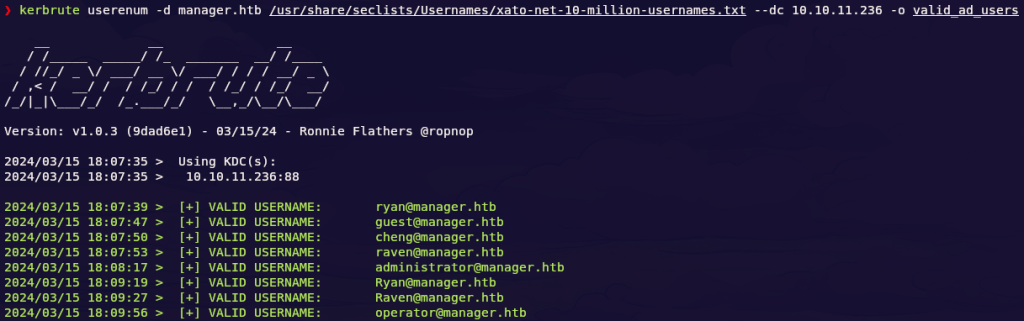 ❯ kerbrute userenum -d manager.htb /usr/share/seclists/Usernames/xato-net-10-million-usernames.txt --dc 10.10.11.236 -o valid_ad_users
    __             __               __
   / /_____  _____/ /_  _______  __/ /____
  / //_/ _ \/ ___/ __ \/ ___/ / / / __/ _ \
 / ,< /  __/ /  / /_/ / /  / /_/ / /_/  __/
/_/|_|\___/_/  /_.___/_/   \__,_/\__/\___/
Version: v1.0.3 (9dad6e1) - 03/15/24 - Ronnie Flathers @ropnop
2024/03/15 18:07:35 >  Using KDC(s):
2024/03/15 18:07:35 >   10.10.11.236:88
2024/03/15 18:07:39 >  [+] VALID USERNAME:       ryan@manager.htb
2024/03/15 18:07:47 >  [+] VALID USERNAME:       guest@manager.htb
2024/03/15 18:07:50 >  [+] VALID USERNAME:       cheng@manager.htb
2024/03/15 18:07:53 >  [+] VALID USERNAME:       raven@manager.htb
2024/03/15 18:08:17 >  [+] VALID USERNAME:       administrator@manager.htb
2024/03/15 18:09:19 >  [+] VALID USERNAME:       Ryan@manager.htb
2024/03/15 18:09:27 >  [+] VALID USERNAME:       Raven@manager.htb
2024/03/15 18:09:56 >  [+] VALID USERNAME:       operator@manager.htb